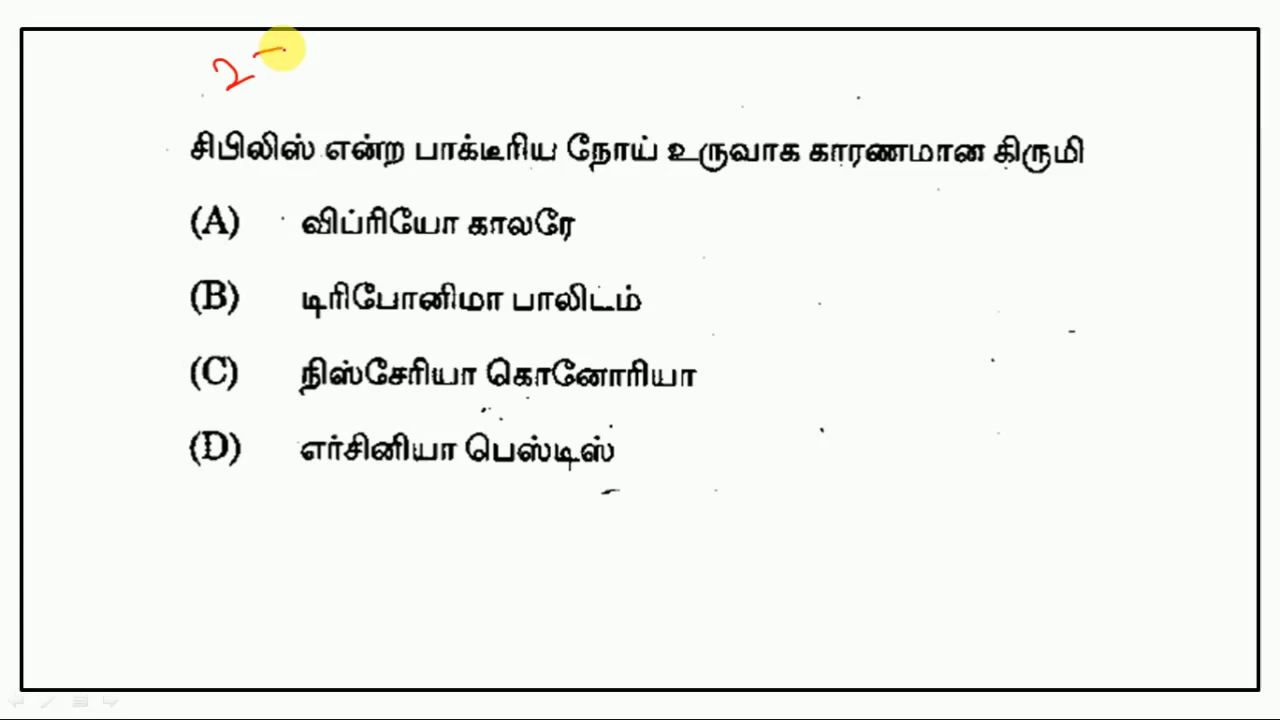 2
சிபிலிஸ் என்ற பாக்டீரிய நோய் உருவாக காரணமான கிருமி
(A) விப்ரியோ காலரே
(B) டிரிபோனிமா பாலிடம்
(C) நிஸ்சேரியா கொனோரியா
(D) எர்சினியா பெஸ்டிஸ்